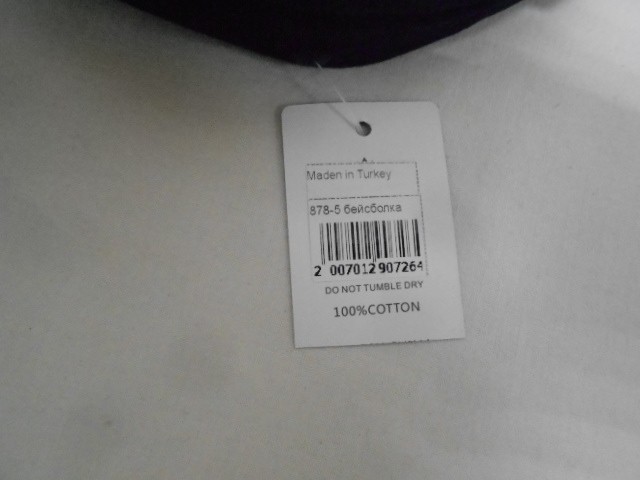 Maden in Turkey
878-5 бейсболка
2 007012 907264
DO NOT TUMBLE DRY
100%COTTON